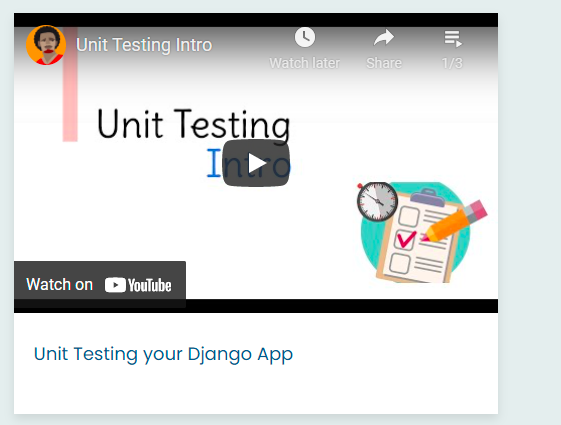 Unit Testing Intro
Watch later
Share
1/3
Unit Testing
Intro
Watch on YouTube
Unit Testing your Django App